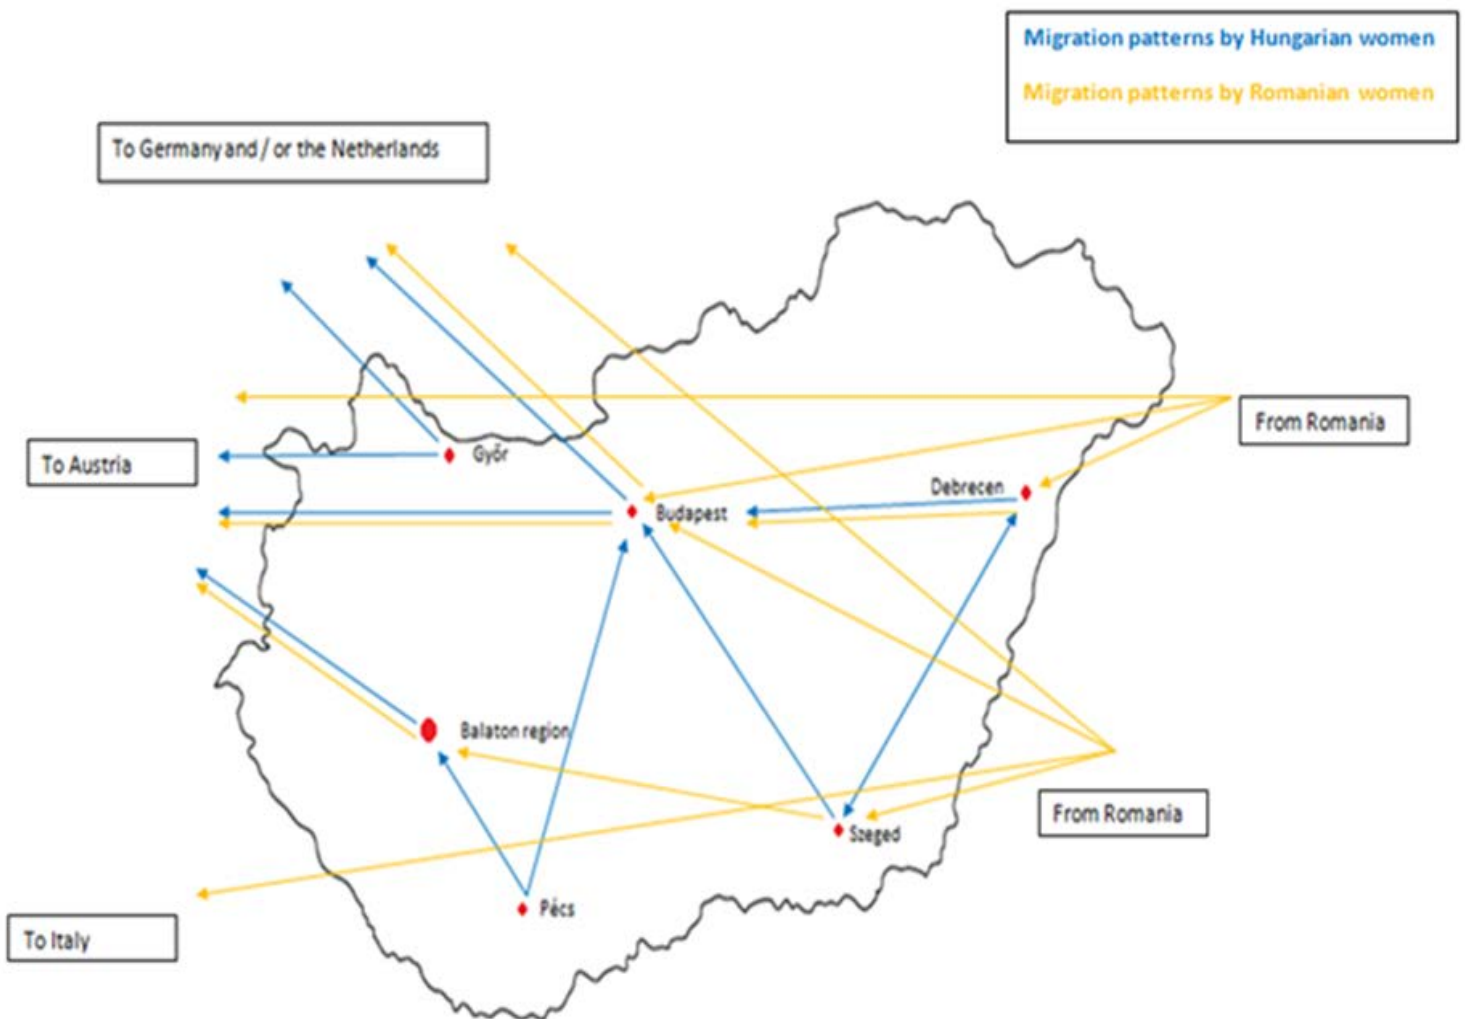 Migration patterns by Hungarian women
Migration patterns by Romanian women
To Germany and / or the Netherlands
From Romania
To Austria
Győr
Debrecen
Budapest
Balaton region
From Romania
Szeged
Pécs
To Italy